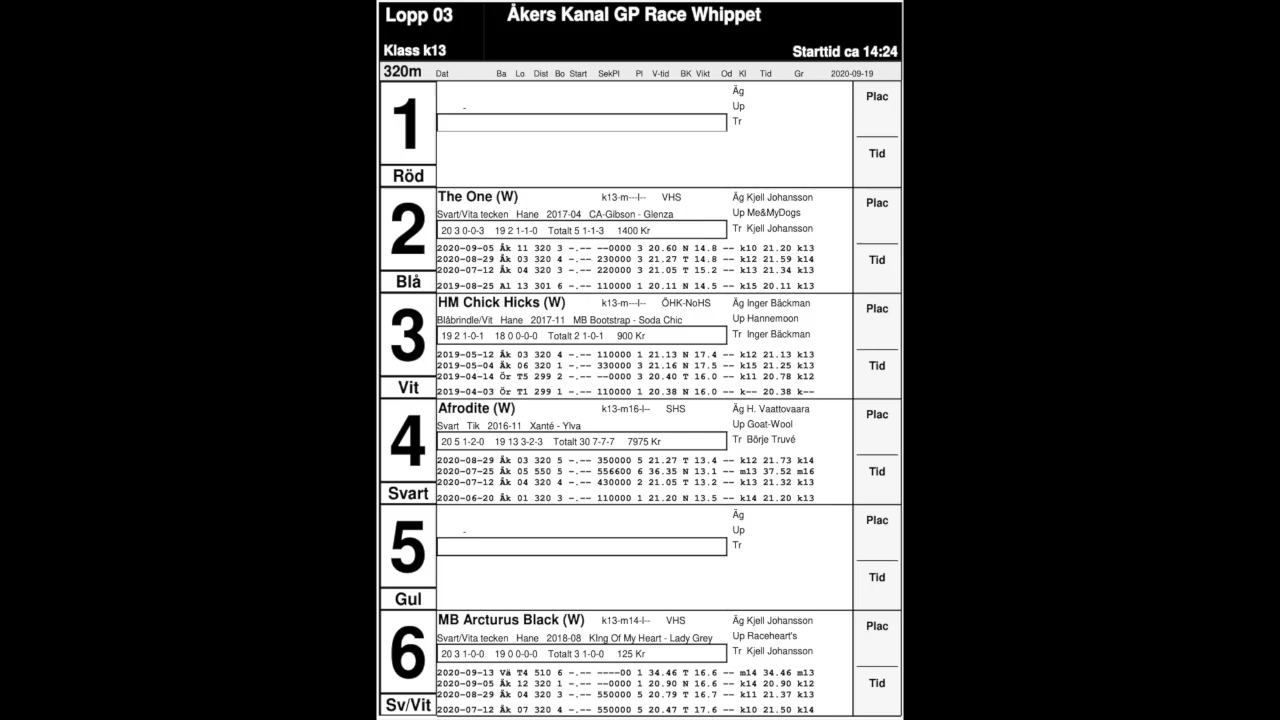 Lopp 03 Åkers Kanal GP Race Whippet
Klass k13 Starttid ca 14:24
320m Dat Ba Lo Dist Bo Start SekPl Pl V-tid BK Vikt Od Kl Tid Gr 2020-09-19
1
Röd
-
Äg
Up
Tr
Plac
Tid
2
Blå
The One (W) k13-m---l-- VHS Äg Kjell Johansson
Svart/Vita tecken Hane 2017-04 CA-Gibson - Glenza Up Me&MyDogs
20 3 0-0-3 19 2 1-1-0 Totalt 5 1-1-3 1400 Kr Tr Kjell Johansson
2020-09-05 Åk 11 320 3 -.-- --0000 3 20.60 N 14.8 -- k10 21.20 k13
2020-08-29 Åk 03 320 4 -.-- 230000 3 21.27 T 14.8 -- k12 21.59 k14
2020-07-12 Åk 04 320 3 -.-- 220000 3 21.05 T 15.2 -- k13 21.34 k13
2019-08-25 Al 13 301 6 -.-- 110000 1 20.11 N 14.5 -- k15 20.11 k13
Plac
Tid
3
Vit
HM Chick Hicks (W) k13-m---l-- ÖHK-NoHS Äg Inger Bäckman
Blåbrindle/Vit Hane 2017-11 MB Bootstrap - Soda Chic Up Hannemoon
19 2 1-0-1 18 0 0-0-0 Totalt 2 1-0-1 900 Kr Tr Inger Bäckman
2019-05-12 Åk 03 320 4 -.-- 110000 1 21.13 N 17.4 -- k12 21.13 k13
2019-05-04 Åk 06 320 1 -.-- 330000 3 21.16 N 17.5 -- k15 21.25 k13
2019-04-14 Ör T5 299 2 -.-- --0000 3 20.40 T 16.0 -- k11 20.78 k12
2019-04-03 Ör T1 299 1 -.-- 110000 1 20.38 N 16.0 -- k-- 20.38 k--
Plac
Tid
4
Svart
Afrodite (W) k13-m16-l-- SHS Äg H. Vaattovaara
Svart Tik 2016-11 Xanté - Ylva Up Goat-Wool
20 5 1-2-0 19 13 3-2-3 Totalt 30 7-7-7 7975 Kr Tr Börje Truvé
2020-08-29 Åk 03 320 5 -.-- 350000 5 21.27 T 13.4 -- k12 21.73 k14
2020-07-25 Åk 05 550 5 -.-- 556600 6 36.35 N 13.1 -- m13 37.52 m16
2020-07-12 Åk 04 320 4 -.-- 430000 2 21.05 T 13.2 -- k13 21.32 k13
2020-06-20 Åk 01 320 3 -.-- 110000 1 21.20 N 13.5 -- k14 21.20 k13
Plac
Tid
5
Gul
-
Äg
Up
Tr
Plac
Tid
6
Sv/Vit
MB Arcturus Black (W) k13-m14-l-- VHS Äg Kjell Johansson
Svart/Vita tecken Hane 2018-08 KIng Of My Heart - Lady Grey Up Raceheart's
20 3 1-0-0 19 0 0-0-0 Totalt 3 1-0-0 125 Kr Tr Kjell Johansson
2020-09-13 Vä T4 510 6 -.-- ----00 1 34.46 T 16.6 -- m14 34.46 m13
2020-09-05 Åk 12 320 1 -.-- --0000 1 20.90 N 16.6 -- k14 20.90 k12
2020-08-29 Åk 04 320 3 -.-- 550000 5 20.79 T 16.7 -- k11 21.37 k13
2020-07-12 Åk 07 320 4 -.-- 550000 5 20.47 T 17.6 -- k10 21.50 k14
Plac
Tid